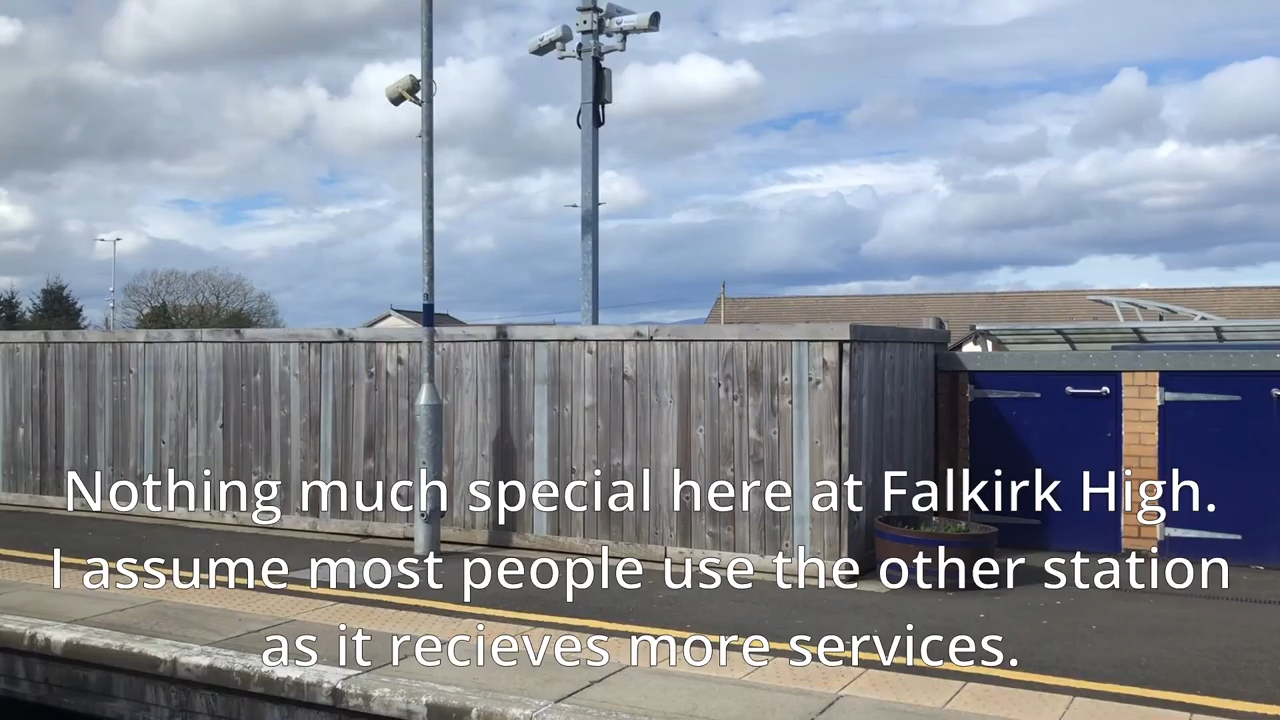 Nothing much special here at Falkirk High.
I assume most people use the other station
as it recieves more services.